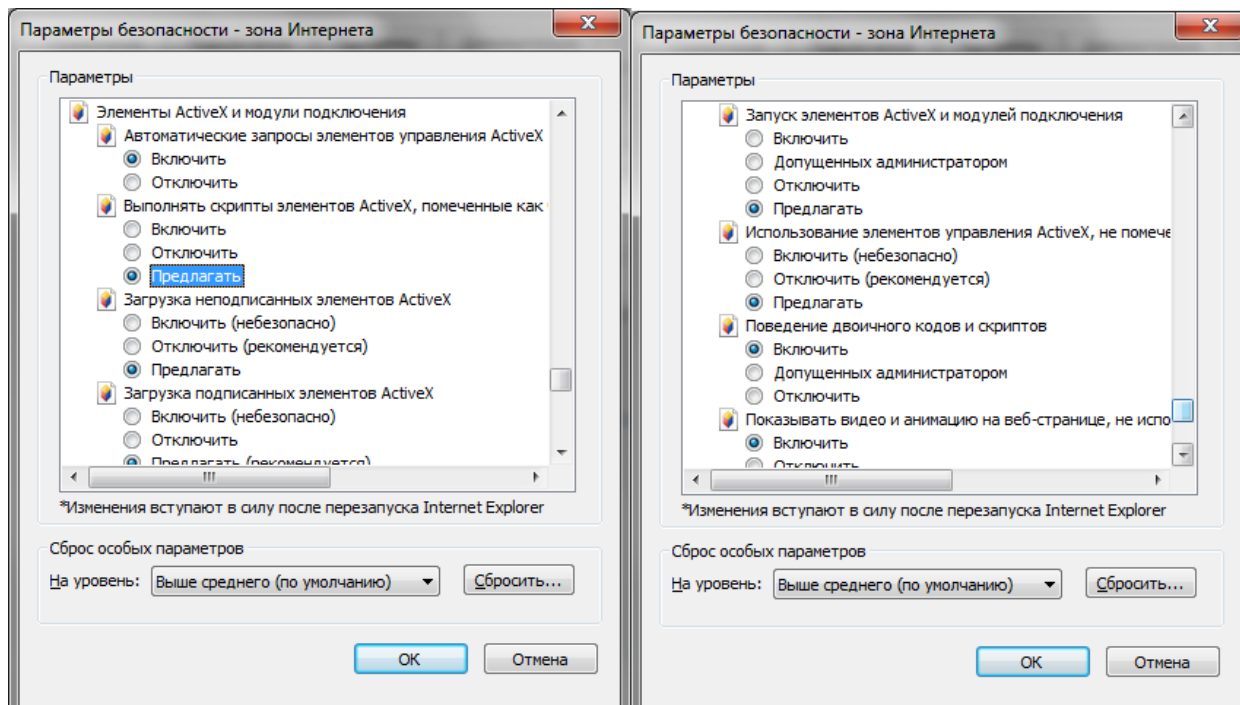 Параметры безопасности - зона Интернета
Параметры
Элементы ActiveX и модули подключения
Автоматические запросы элементов управления ActiveX
Включить
Отключить
Выполнять скрипты элементов ActiveX, помеченные как
Включить
Отключить
Предлагать
Загрузка неподписанных элементов ActiveX
Включить (небезопасно)
Отключить (рекомендуется)
Предлагать
Загрузка подписанных элементов ActiveX
Включить (небезопасно)
Отключить
Предлагать (рекомендуется)
*Изменения вступают в силу после перезапуска Internet Explorer
Сброс особых параметров
На уровень: Выше среднего (по умолчанию) Сбросить...
OK Отмена
Параметры безопасности - зона Интернета
Параметры
Запуск элементов ActiveX и модулей подключения
Включить
Допущенных администратором
Отключить
Предлагать
Использование элементов управления ActiveX, не помече
Включить (небезопасно)
Отключить (рекомендуется)
Предлагать
Поведение двоичного кодов и скриптов
Включить
Допущенных администратором
Отключить
Показывать видео и анимацию на веб-странице, не испо
Включить
Отключить
*Изменения вступают в силу после перезапуска Internet Explorer
Сброс особых параметров
На уровень: Выше среднего (по умолчанию) Сбросить...
OK Отмена